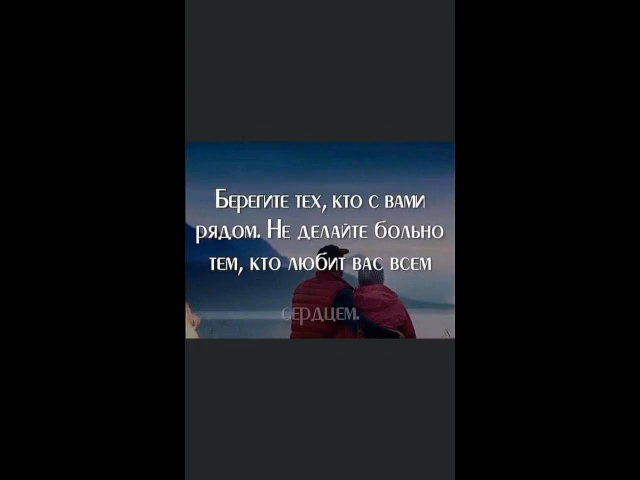 Берегите тех, кто с вами
рядом. Не делайте больно
тем, кто любит вас всем
сердцем.